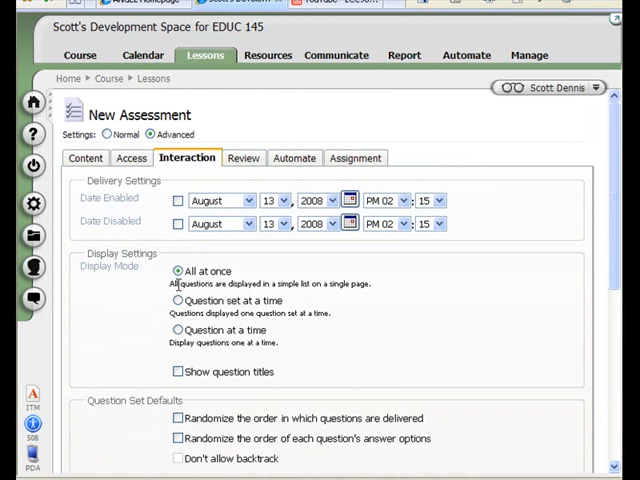 Scott's Development Space for EDUC 145
Course Calendar Lessons Resources Communicate Report Automate Manage
Home » Course » Lessons
Scott Dennis
New Assessment
Settings: Normal Advanced
Content Access Interaction Review Automate Assignment
Delivery Settings
Date Enabled August 13 , 2008 PM 02 : 15
Date Disabled August 13 , 2008 PM 02 : 15
Display Settings
Display Mode
All at once
All questions are displayed in a simple list on a single page.
Question set at a time
Questions displayed one question set at a time.
Question at a time
Display questions one at a time.
Show question titles
Question Set Defaults
Randomize the order in which questions are delivered
Randomize the order of each question's answer options
Don't allow backtrack
ITM
508
PDA